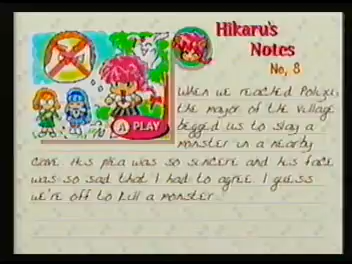 Hikaru's
Notes
No. 8
A PLAY
When we reached Polizu,
the mayor of the village
begged us to slay a
monster in a nearby
cave. His plea was so sincere and his face
was so sad that I had to agree. I guess
we're off to kill a monster.